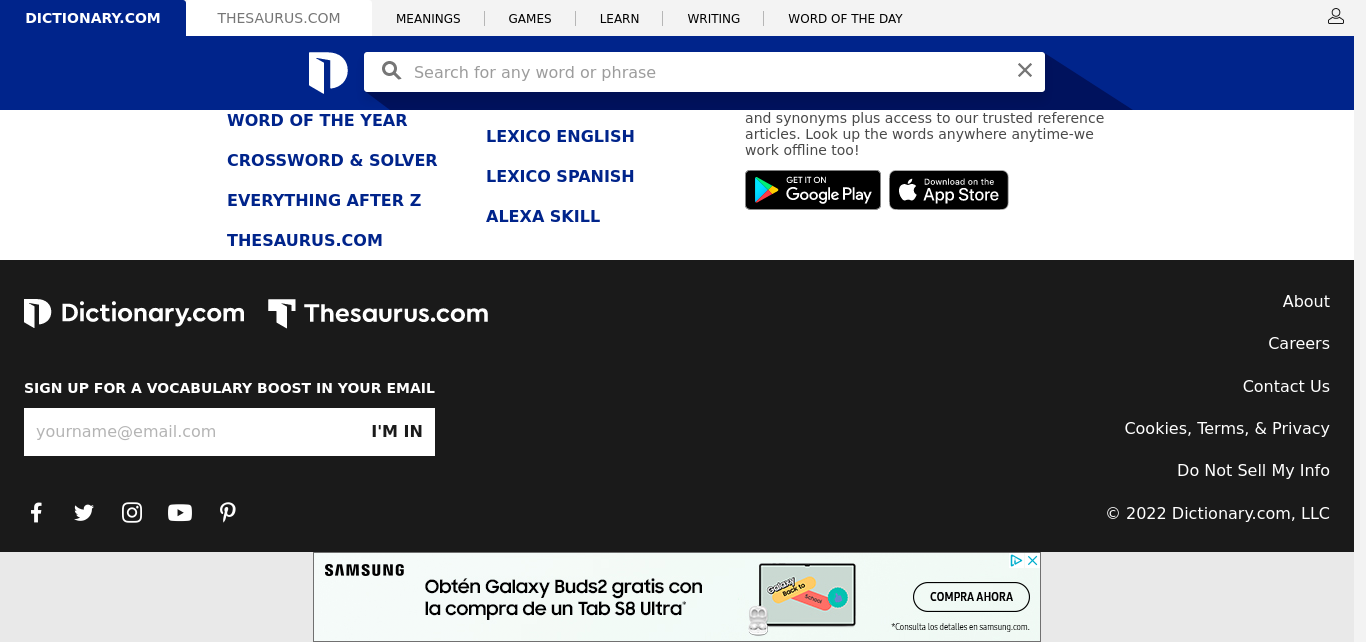 DICTIONARY.COM
THESAURUS.COM
MEANINGS
GAMES
LEARN
WRITING
WORD OF THE DAY
Search for any word or phrase
WORD OF THE YEAR
CROSSWORD & SOLVER
EVERYTHING AFTER Z
THESAURUS.COM
LEXICO ENGLISH
LEXICO SPANISH
ALEXA SKILL
and synonyms plus access to our trusted reference
articles. Look up the words anywhere anytime-we
work offline too!
GET IT ON
Google Play
Download on the
App Store
Dictionary.com
Thesaurus.com
SIGN UP FOR A VOCABULARY BOOST IN YOUR EMAIL
yourname@email.com
I'M IN
About
Careers
Contact Us
Cookies, Terms, & Privacy
Do Not Sell My Info
© 2022 Dictionary.com, LLC
SAMSUNG
Obtén Galaxy Buds2 gratis con
la compra de un Tab S8 Ultra*
Galaxy
Back to
School
COMPRA AHORA
*Consulta los detalles en samsung.com.